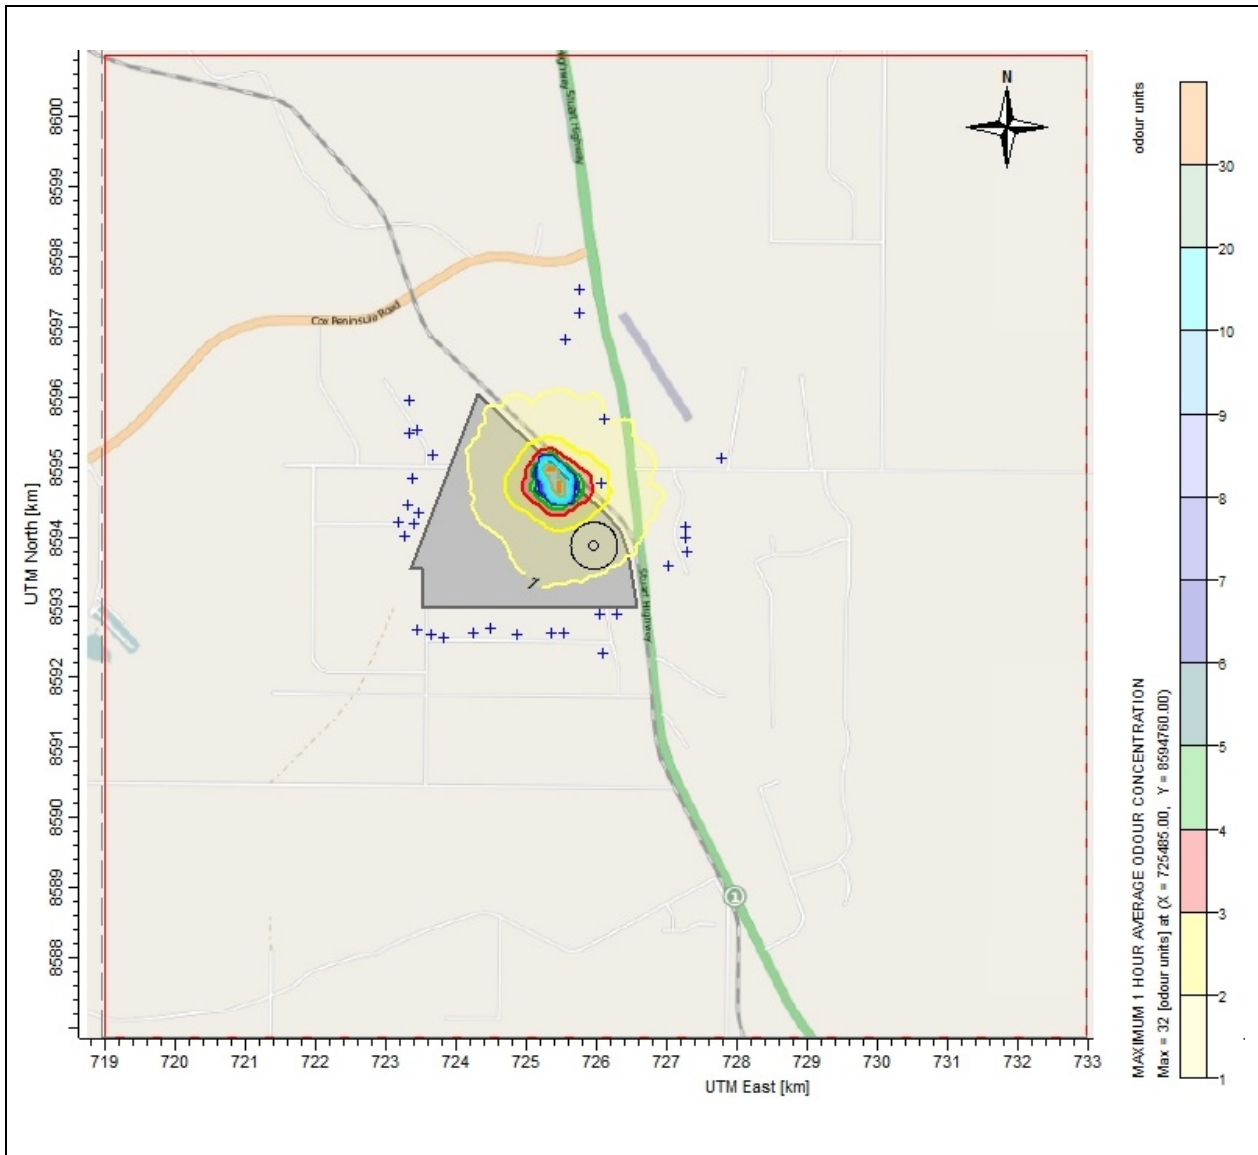 N
odour units
30
20
10
9
8
7
6
5
4
3
2
1
MAXIMUM 1 HOUR AVERAGE ODOUR CONCENTRATION
Max = 32 [odour units] at (X = 725485.00, Y = 8594760.00)
UTM North [km]
8600
8599
8598
8597
8596
8595
8594
8593
8592
8591
8590
8589
8588
Highway
Stuart Highway
Cox Peninsula Road
Stuart Highway
1
1
719 720 721 722 723 724 725 726 727 728 729 730 731 732 733
UTM East [km]